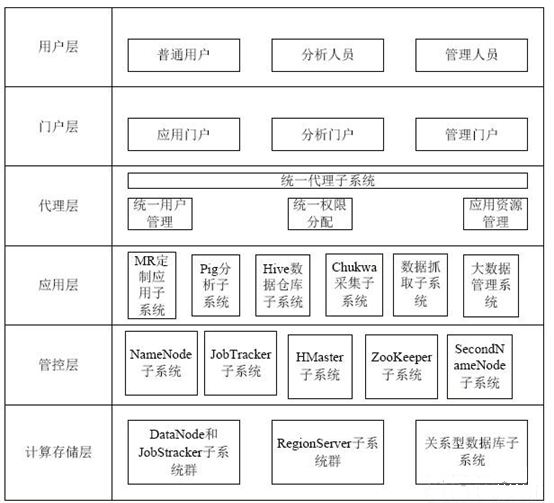 用户层
普通用户
分析人员
管理人员
门户层
应用门户
分析门户
管理门户
代理层
统一代理子系统
统一用户
管理
统一权限
分配
应用资源
管理
应用层
MR定
制应
用子
系统
Pig分
析子
系统
Hive数
据仓库
子系统
Chukwa
采集子
系统
数据抓
取子系
统
大数据
管理系
统
管控层
NameNode
子系统
JobTracker
子系统
HMaster
子系统
ZooKeeper
子系统
SecondN
ameNode
子系统
计算存储层
DataNode和
JobStracker子系
统群
RegionServer子系
统群
关系型数据库子
系统